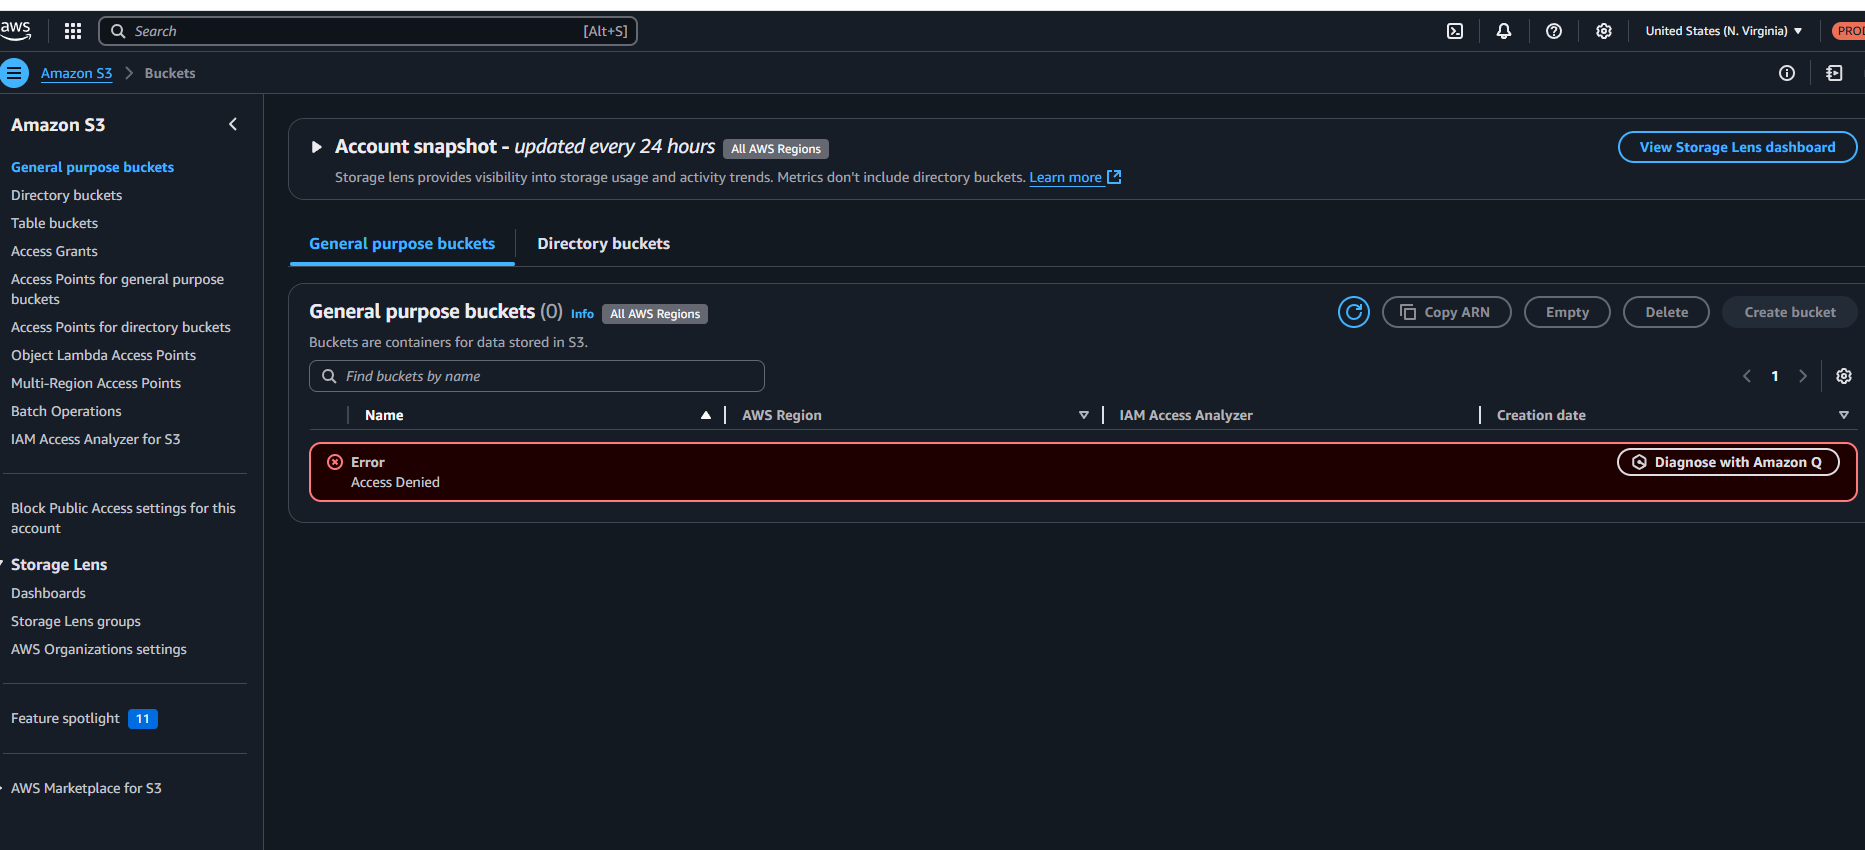 aws
Search
[Alt+S]
United States (N. Virginia)
Amazon S3
Buckets
Amazon S3
General purpose buckets
Directory buckets
Table buckets
Access Grants
Access Points for general purpose
buckets
Access Points for directory buckets
Object Lambda Access Points
Multi-Region Access Points
Batch Operations
IAM Access Analyzer for S3
Block Public Access settings for this
account
Storage Lens
Dashboards
Storage Lens groups
AWS Organizations settings
Feature spotlight 11
AWS Marketplace for S3
Account snapshot - updated every 24 hours All AWS Regions
View Storage Lens dashboard
Storage lens provides visibility into storage usage and activity trends. Metrics don't include directory buckets. Learn more
General purpose buckets
Directory buckets
General purpose buckets (0) Info All AWS Regions
Copy ARN
Empty
Delete
Create bucket
Buckets are containers for data stored in S3.
Find buckets by name
1
Name
AWS Region
IAM Access Analyzer
Creation date
Error
Access Denied
Diagnose with Amazon Q